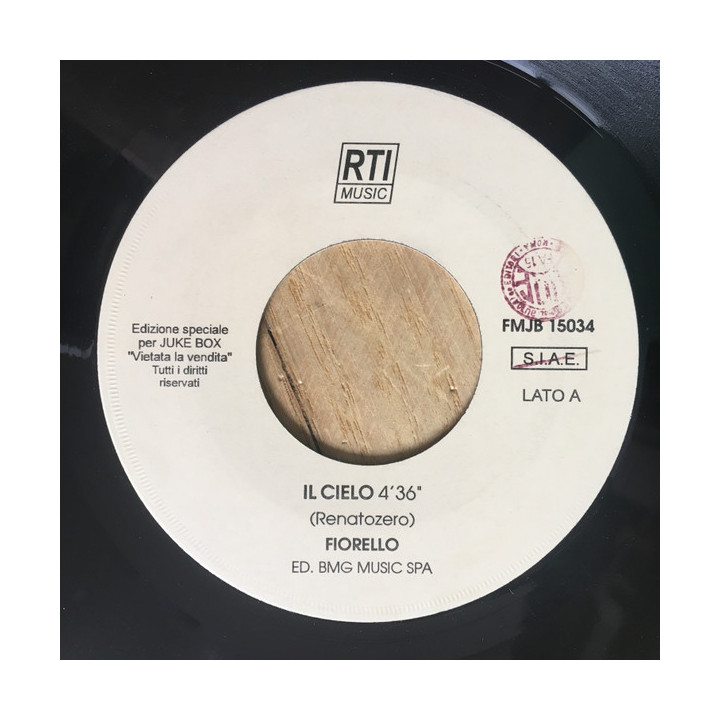 RTI
MUSIC
Edizione speciale
per JUKE BOX
"Vietata la vendita"
Tutti i diritti
riservati
FMJB 15034
S.I.A.E.
LATO A
IL CIELO 4'36"
(Renatozero)
FIORELLO
ED. BMG MUSIC SPA